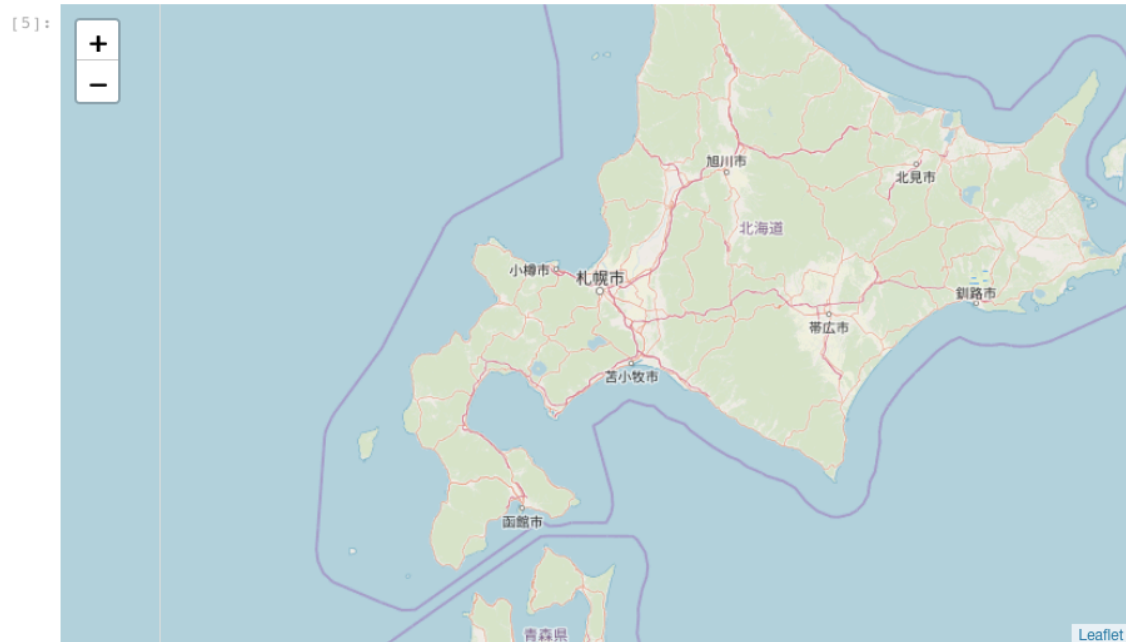 [5]:
+
−
旭川市
北見市
北海道
小樽市
札幌市
釧路市
帯広市
苫小牧市
函館市
青森県
Leaflet